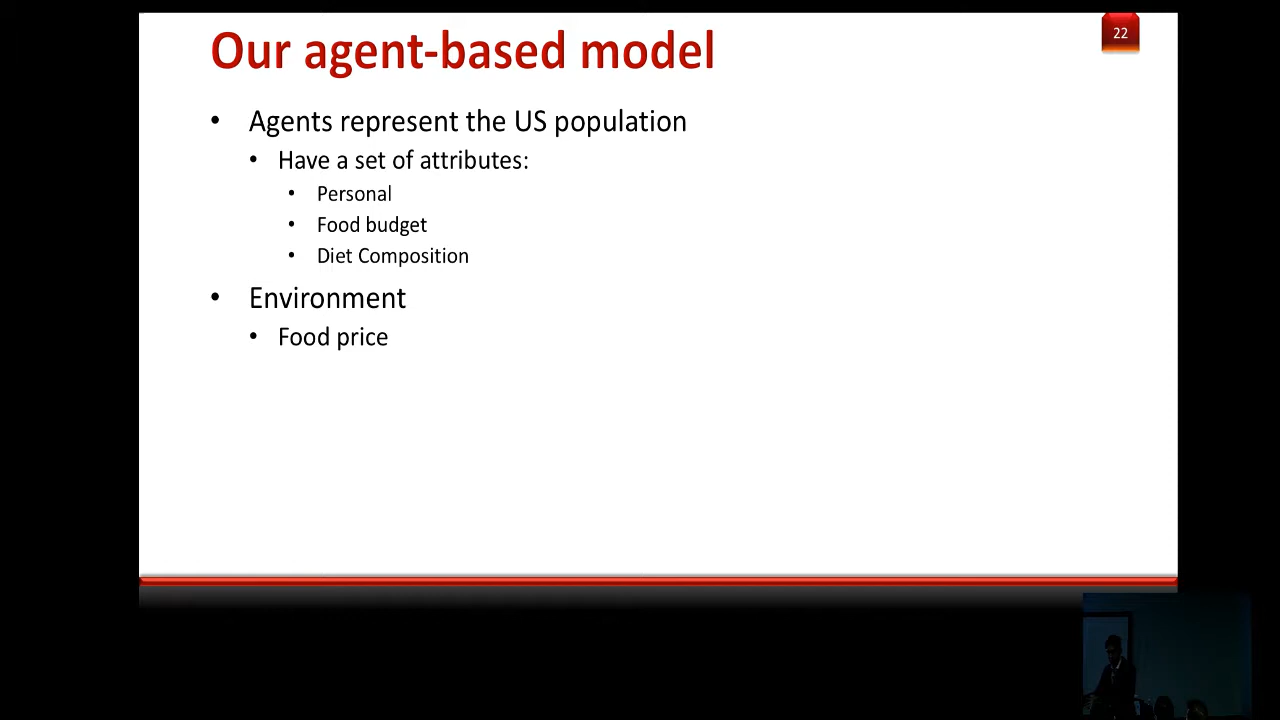 Our agent-based model
22
• Agents represent the US population
• Have a set of attributes:
• Personal
• Food budget
• Diet Composition
• Environment
• Food price